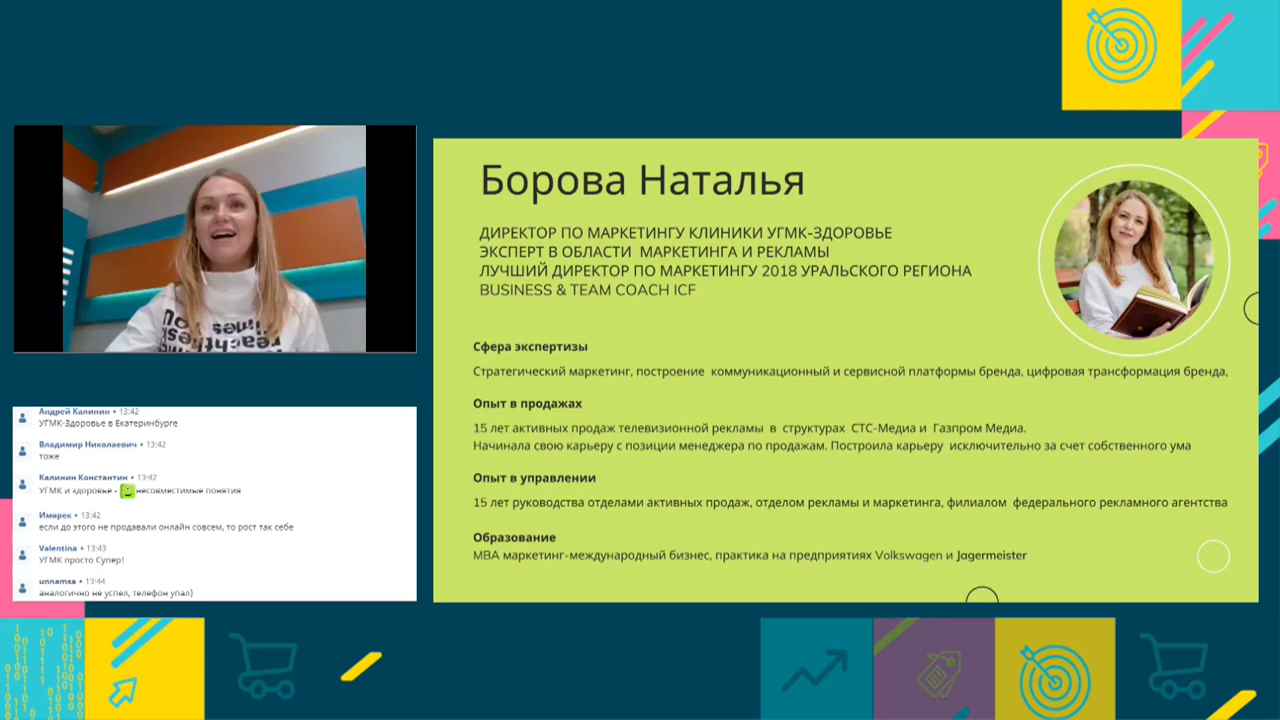 Борова Наталья
ДИРЕКТОР ПО МАРКЕТИНГУ КЛИНИКИ УГМК-ЗДОРОВЬЕ
ЭКСПЕРТ В ОБЛАСТИ МАРКЕТИНГА И РЕКЛАМЫ
ЛУЧШИЙ ДИРЕКТОР ПО МАРКЕТИНГУ 2018 УРАЛЬСКОГО РЕГИОНА
BUSINESS & TEAM COACH ICF
Сфера экспертизы
Стратегический маркетинг, построение коммуникационный и сервисной платформы бренда, цифровая трансформация бренда,
Опыт в продажах
15 лет активных продаж телевизионной рекламы в структурах СТС-Медиа и Газпром Медиа.
Начинала свою карьеру с позиции менеджера по продажам. Построила карьеру исключительно за счет собственного ума
Опыт в управлении
15 лет руководства отделами активных продаж, отделом рекламы и маркетинга, филиалом федерального рекламного агентства
Образование
MBA маркетинг-международный бизнес, практика на предприятиях Volkswagen и Jagermeister
Андрей Калинин • 13:42
УГМК-Здоровье в Екатеринбурге
Владимир Николаевич • 13:42
тоже
Калинин Константин • 13:42
УГМК и здоровье - несовместимые понятия
Имярек • 13:42
если до этого не продавали онлайн совсем, то рост так себе
Valentina • 13:43
УГМК просто Супер!
unnamsa • 13:44
аналогично не успел, телефон упал)